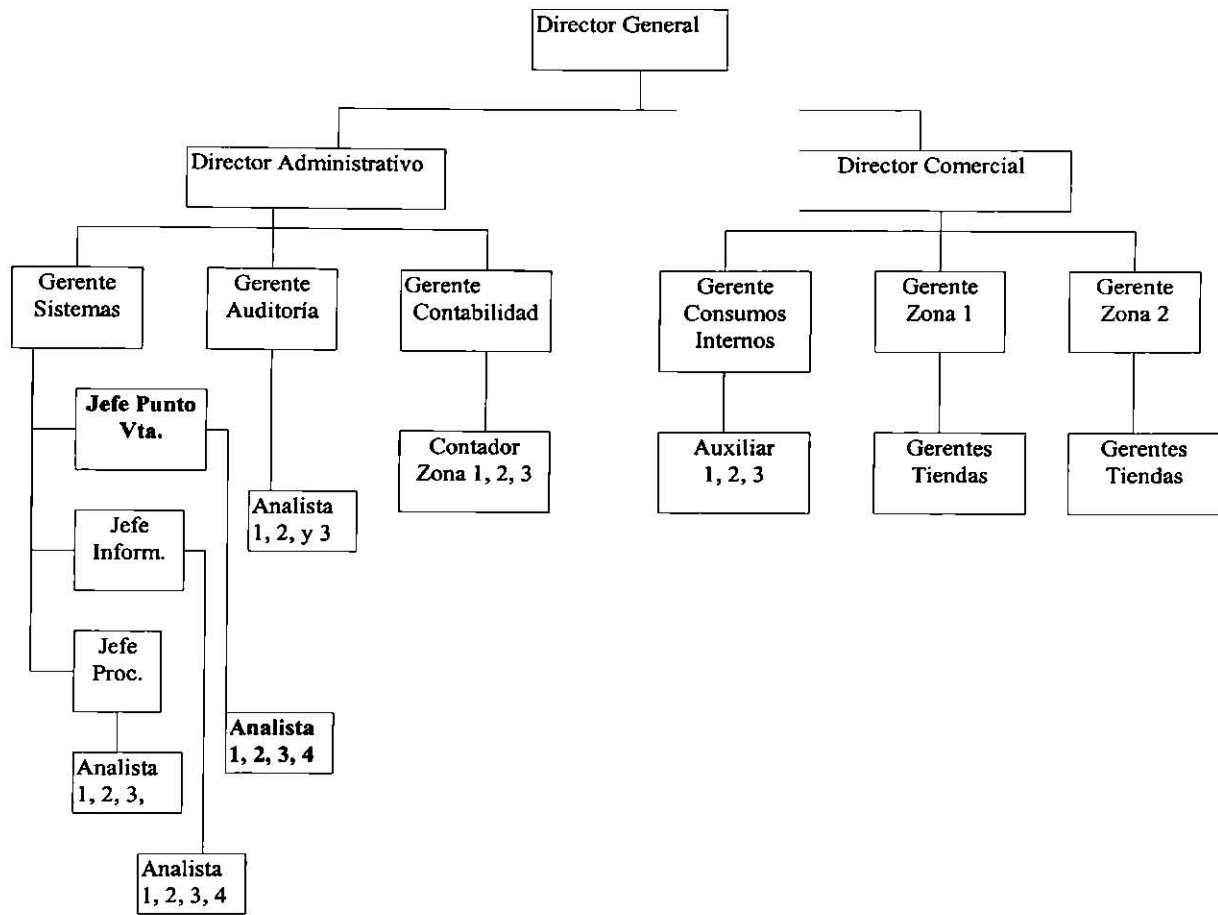 Director General
Director Administrativo
Director Comercial
Gerente
Sistemas
Gerente
Auditoría
Gerente
Contabilidad
Gerente
Consumos
Internos
Gerente
Zona 1
Gerente
Zona 2
Jefe Punto
Vta.
Contador
Zona 1, 2, 3
Auxiliar
1, 2, 3
Gerentes
Tiendas
Gerentes
Tiendas
Analista
1, 2, y 3
Jefe
Inform.
Jefe
Proc.
Analista
1, 2, 3, 4
Analista
1, 2, 3,
Analista
1, 2, 3, 4